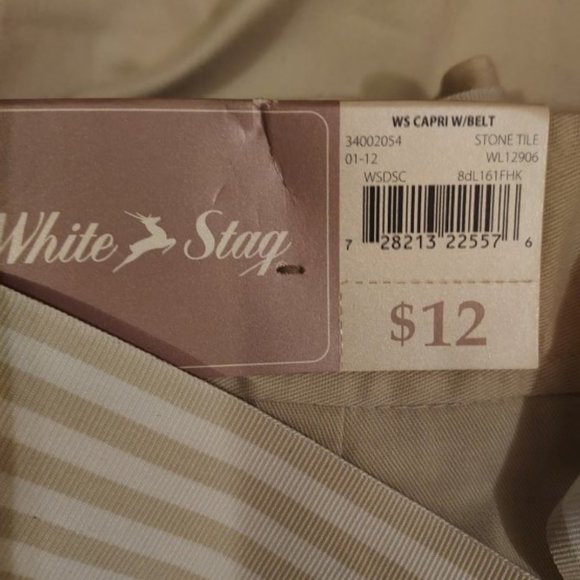 White Stag
WS CAPRI W/BELT
34002054 STONE TILE
01-12 WL12906
WSDSC 8dL161FHK
7 28213 22557 6
$12